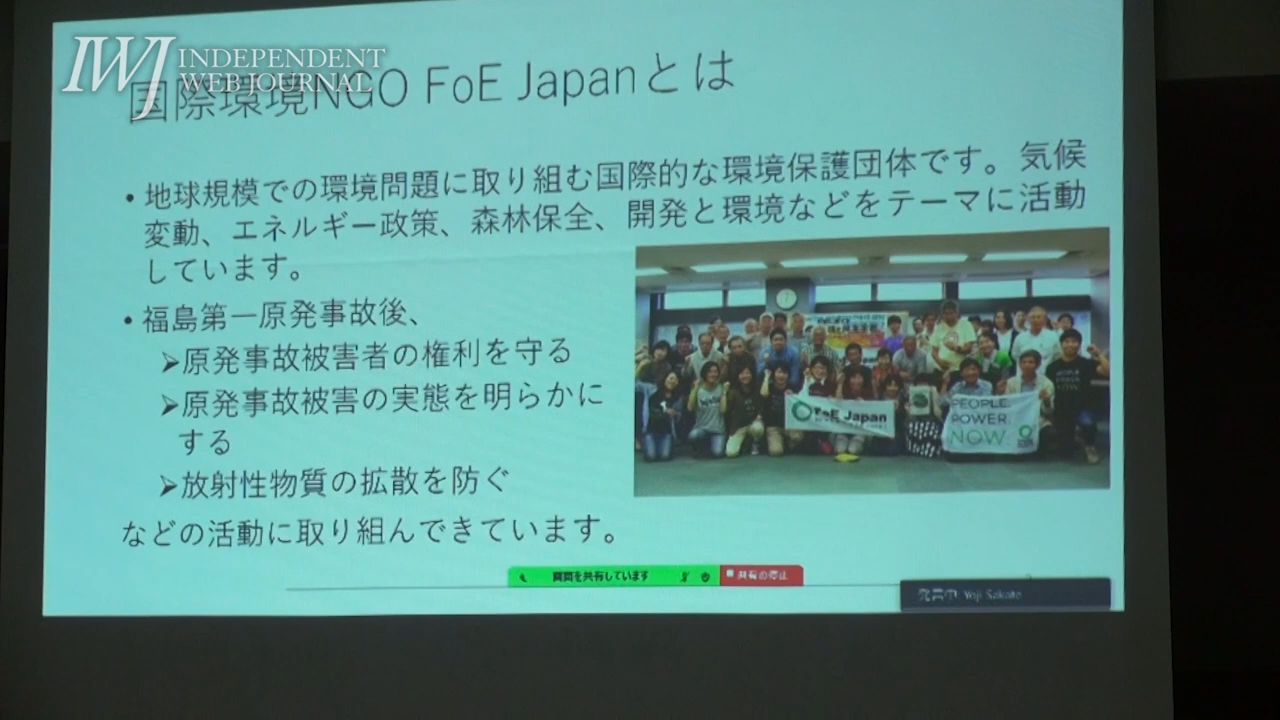 IWJ INDEPENDENT
WEB JOURNAL
国際環境NGO FoE Japanとは
• 地球規模での環境問題に取り組む国際的な環境保護団体です。気候
変動、エネルギー政策、森林保全、開発と環境などをテーマに活動
しています。
• 福島第一原発事故後、
➢原発事故被害者の権利を守る
➢原発事故被害の実態を明らかに
する
➢放射性物質の拡散を防ぐ
などの活動に取り組んできています。
FoE Japan
PEOPLE
POWER
NOW
画面を共有しています
共有の停止
発言中: Yoji Sakate